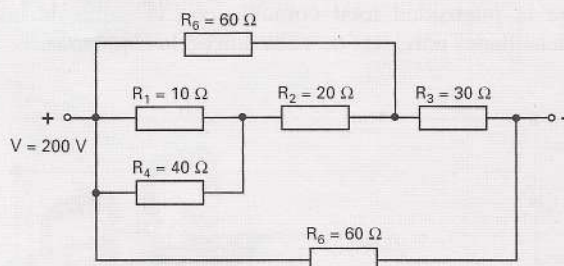 R6 = 60 Ω
R1 = 10 Ω
R2 = 20 Ω
R3 = 30 Ω
+
-
V = 200 V
R4 = 40 Ω
R6 = 60 Ω